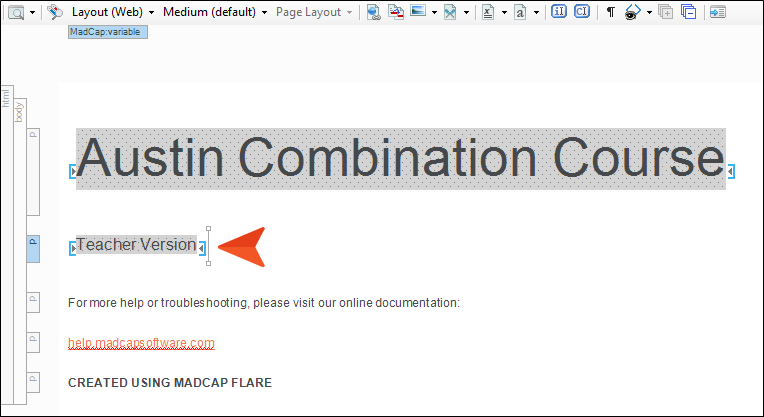 Layout (Web) Medium (default) Page Layout
MadCap:variable
html
body
p
Austin Combination Course
p
Teacher Version
p
For more help or troubleshooting, please visit our online documentation:
p
help.madcapsoftware.com
p
CREATED USING MADCAP FLARE